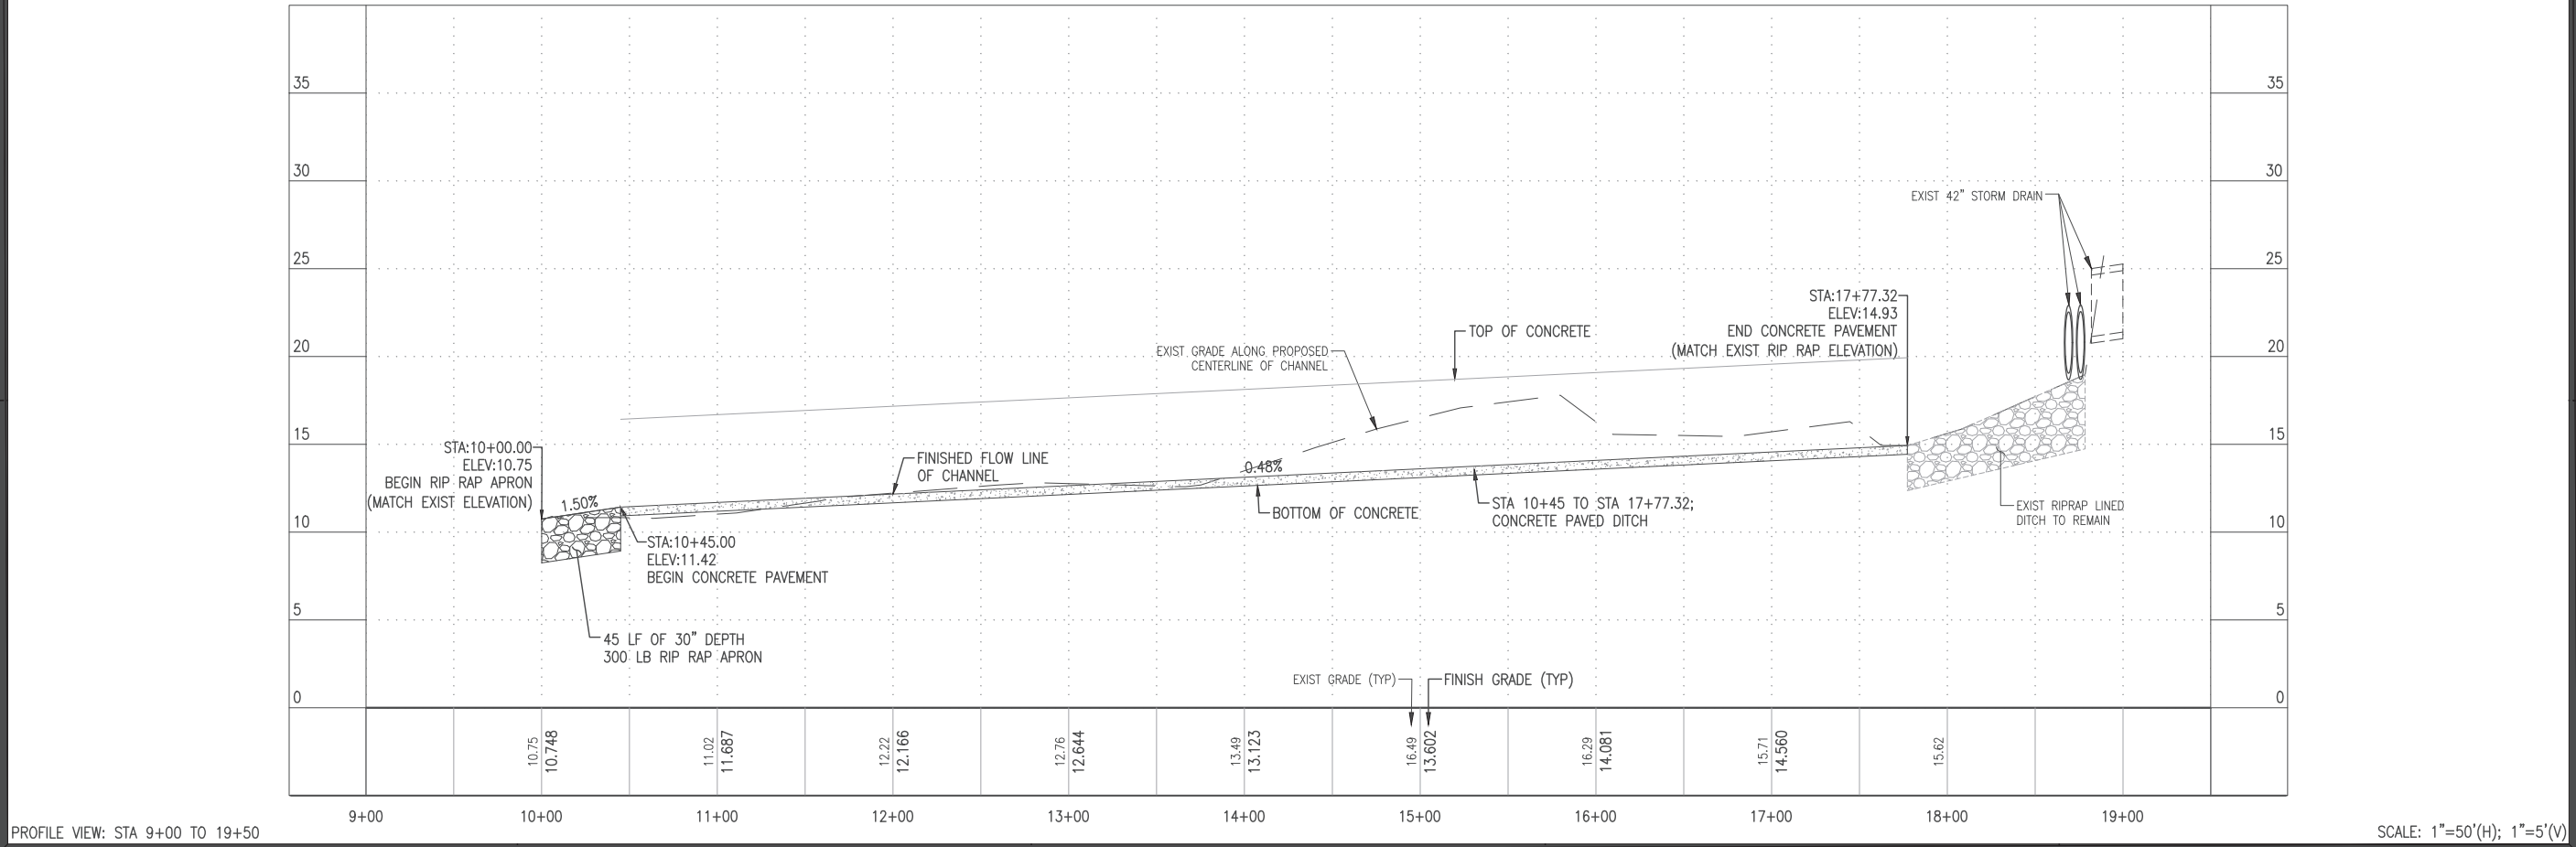 35
35
30
30
EXIST 42" STORM DRAIN
25
25
STA:17+77.32
ELEV:14.93
END CONCRETE PAVEMENT
(MATCH EXIST RIP RAP ELEVATION)
TOP OF CONCRETE
EXIST GRADE ALONG PROPOSED
CENTERLINE OF CHANNEL
20
20
15
15
STA:10+00.00
ELEV:10.75
BEGIN RIP RAP APRON
(MATCH EXIST ELEVATION)
1.50%
FINISHED FLOW LINE
OF CHANNEL
0.48%
BOTTOM OF CONCRETE
STA 10+45 TO STA 17+77.32;
CONCRETE PAVED DITCH
EXIST RIPRAP LINED
DITCH TO REMAIN
10
10
STA:10+45.00
ELEV:11.42
BEGIN CONCRETE PAVEMENT
5
5
45 LF OF 30" DEPTH
300 LB RIP RAP APRON
EXIST GRADE (TYP)
FINISH GRADE (TYP)
0
0
10.75
10.748
11.02
11.687
12.22
12.166
12.76
12.644
13.49
13.123
16.49
13.602
16.29
14.081
15.71
14.560
15.62
9+00
10+00
11+00
12+00
13+00
14+00
15+00
16+00
17+00
18+00
19+00
PROFILE VIEW: STA 9+00 TO 19+50
SCALE: 1"=50'(H); 1"=5'(V)